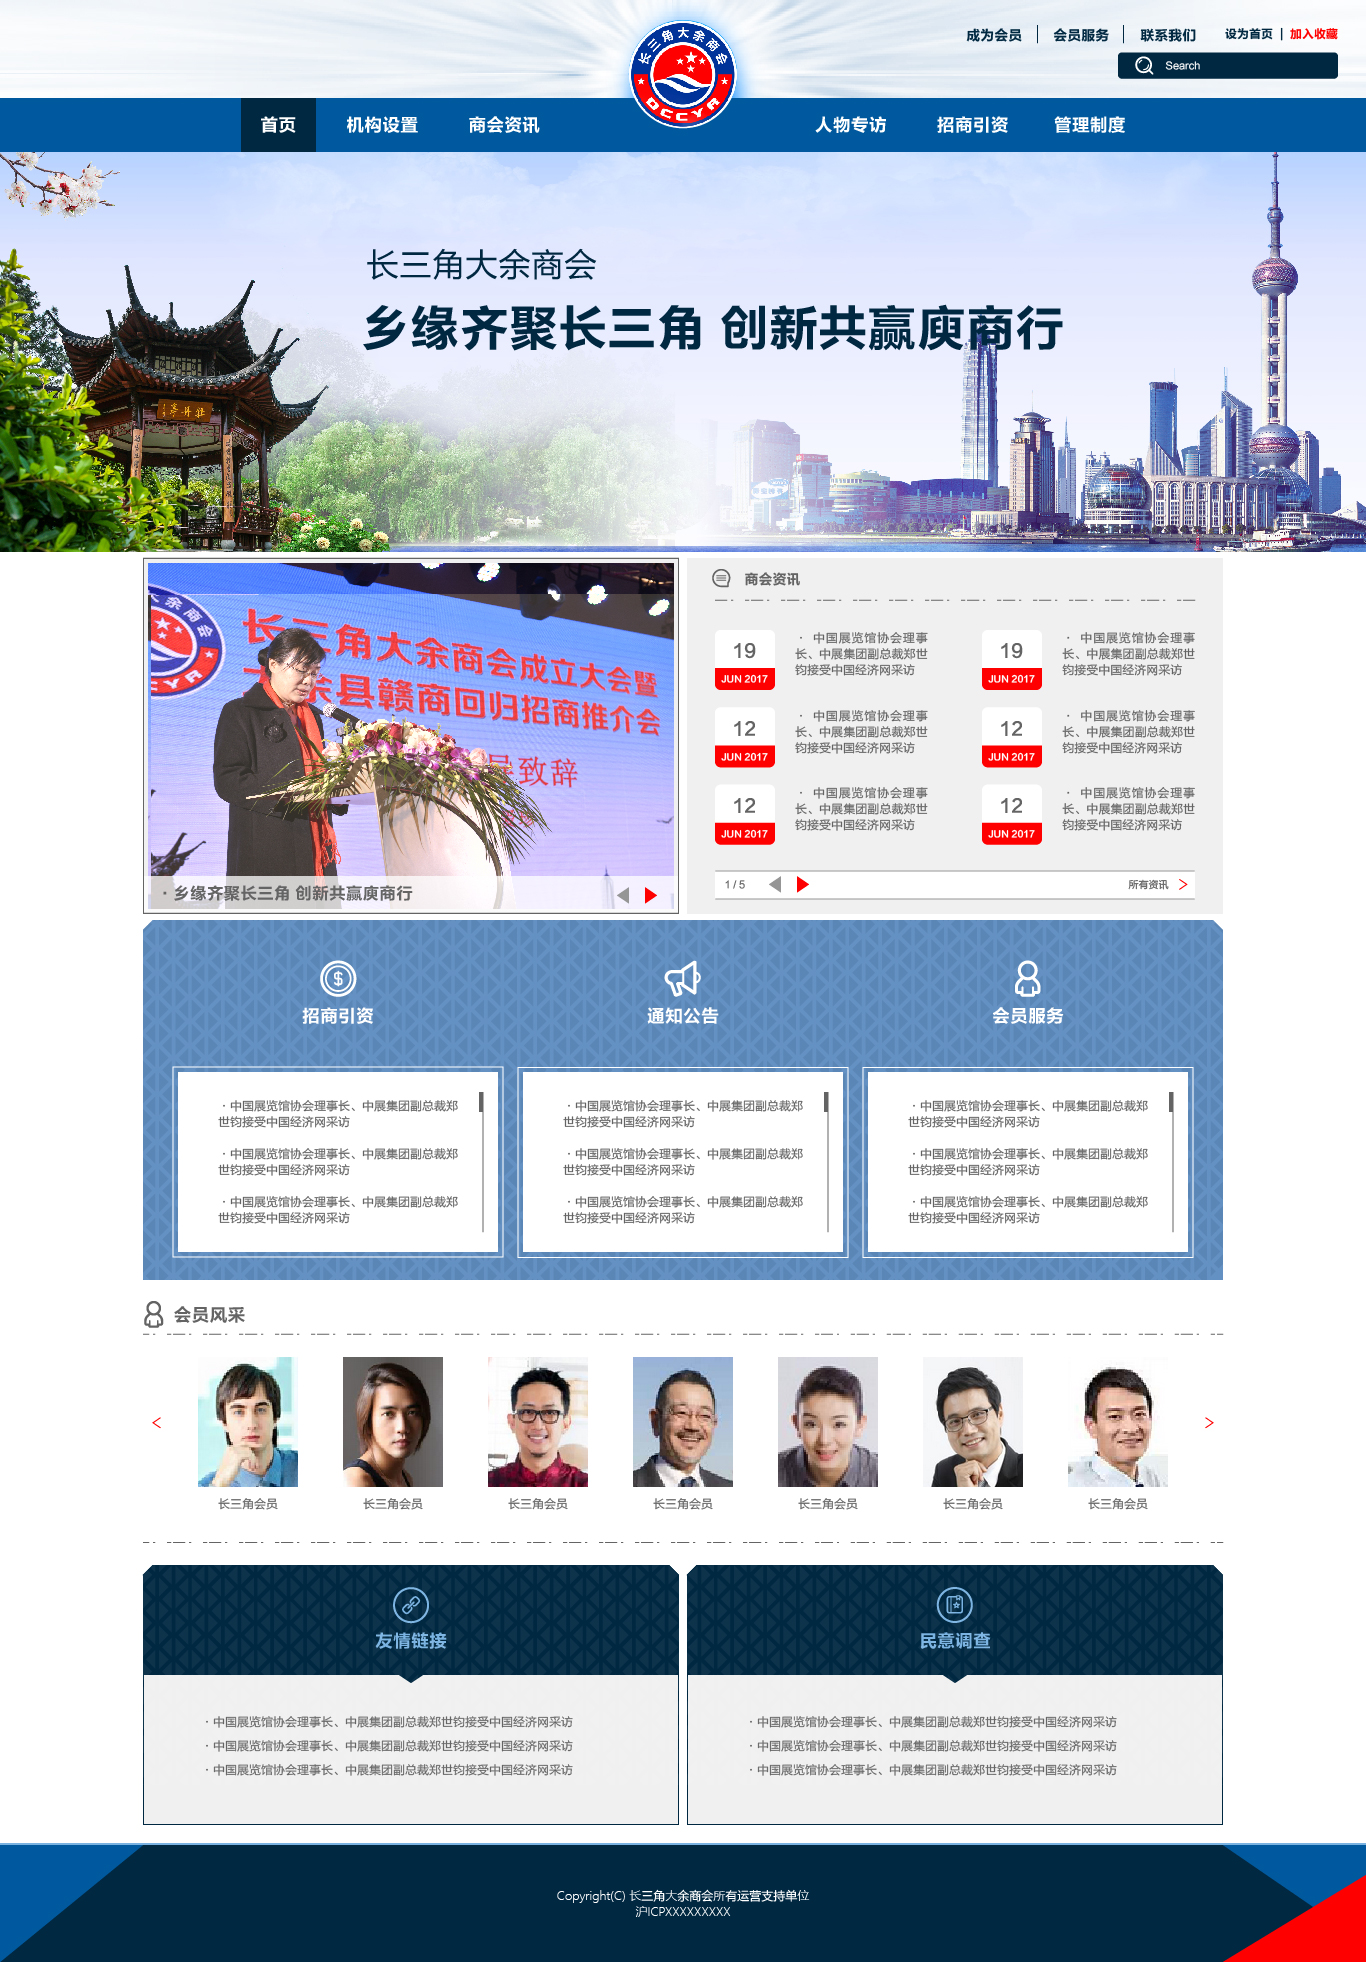 成为会员
会员服务
联系我们
设为首页 | 加入收藏
Search
长三角大余商会
DCCYR
首页
机构设置
商会资讯
人物专访
招商引资
管理制度
长三角大余商会
乡缘齐聚长三角 创新共赢庾商行
大余商会
CCYR
长三角大余商会成立大会暨
县赣商回归招商推介会
导致辞
· 乡缘齐聚长三角 创新共赢庾商行
商会资讯
19
JUN 2017
· 中国展览馆协会理事
长、中展集团副总裁郑世
钧接受中国经济网采访
19
JUN 2017
· 中国展览馆协会理事
长、中展集团副总裁郑世
钧接受中国经济网采访
12
JUN 2017
· 中国展览馆协会理事
长、中展集团副总裁郑世
钧接受中国经济网采访
12
JUN 2017
· 中国展览馆协会理事
长、中展集团副总裁郑世
钧接受中国经济网采访
12
JUN 2017
· 中国展览馆协会理事
长、中展集团副总裁郑世
钧接受中国经济网采访
12
JUN 2017
· 中国展览馆协会理事
长、中展集团副总裁郑世
钧接受中国经济网采访
1 / 5
所有资讯
招商引资
· 中国展览馆协会理事长、中展集团副总裁郑
世钧接受中国经济网采访
· 中国展览馆协会理事长、中展集团副总裁郑
世钧接受中国经济网采访
· 中国展览馆协会理事长、中展集团副总裁郑
世钧接受中国经济网采访
通知公告
· 中国展览馆协会理事长、中展集团副总裁郑
世钧接受中国经济网采访
· 中国展览馆协会理事长、中展集团副总裁郑
世钧接受中国经济网采访
· 中国展览馆协会理事长、中展集团副总裁郑
世钧接受中国经济网采访
会员服务
· 中国展览馆协会理事长、中展集团副总裁郑
世钧接受中国经济网采访
· 中国展览馆协会理事长、中展集团副总裁郑
世钧接受中国经济网采访
· 中国展览馆协会理事长、中展集团副总裁郑
世钧接受中国经济网采访
会员风采
长三角会员
长三角会员
长三角会员
长三角会员
长三角会员
长三角会员
长三角会员
友情链接
· 中国展览馆协会理事长、中展集团副总裁郑世钧接受中国经济网采访
· 中国展览馆协会理事长、中展集团副总裁郑世钧接受中国经济网采访
· 中国展览馆协会理事长、中展集团副总裁郑世钧接受中国经济网采访
民意调查
· 中国展览馆协会理事长、中展集团副总裁郑世钧接受中国经济网采访
· 中国展览馆协会理事长、中展集团副总裁郑世钧接受中国经济网采访
· 中国展览馆协会理事长、中展集团副总裁郑世钧接受中国经济网采访
Copyright(C) 长三角大余商会所有运营支持单位
沪ICPXXXXXXXXX